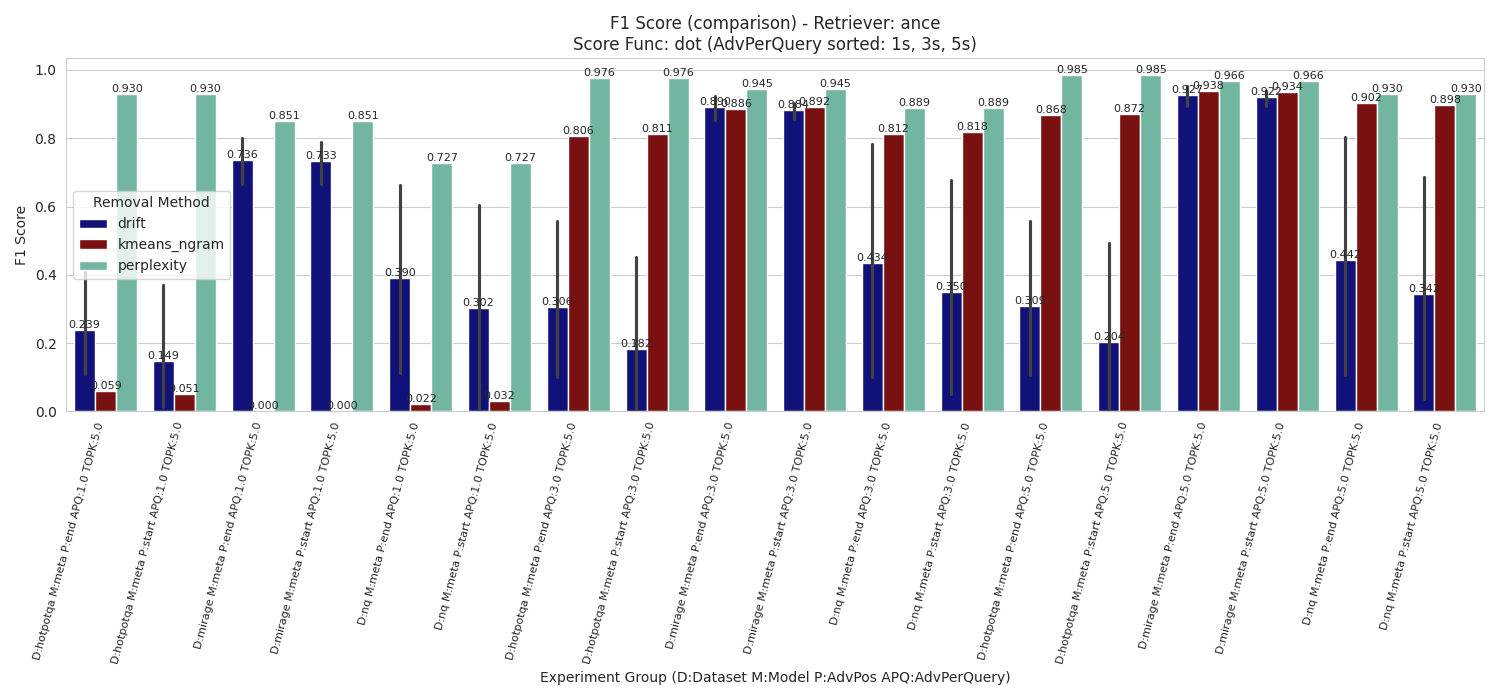 F1 Score (comparison) - Retriever: ance
Score Func: dot (AdvPerQuery sorted: 1s, 3s, 5s)
F1 Score
1.0
0.8
0.6
0.4
0.2
0.0
Removal Method
drift
kmeans_ngram
perplexity
0.239
0.059
0.930
0.149
0.051
0.930
0.736
0.000
0.851
0.733
0.000
0.851
0.390
0.022
0.727
0.302
0.032
0.727
0.306
0.806
0.976
0.182
0.811
0.976
0.890
0.886
0.945
0.884
0.892
0.945
0.434
0.812
0.889
0.350
0.818
0.889
0.309
0.868
0.985
0.204
0.872
0.985
0.927
0.938
0.966
0.922
0.934
0.966
0.442
0.902
0.930
0.342
0.898
0.930
D:hotpotqa M:meta P:end APQ:1.0 TOPK:5.0
D:hotpotqa M:meta P:start APQ:1.0 TOPK:5.0
D:mirage M:meta P:end APQ:1.0 TOPK:5.0
D:mirage M:meta P:start APQ:1.0 TOPK:5.0
D:nq M:meta P:end APQ:1.0 TOPK:5.0
D:nq M:meta P:start APQ:1.0 TOPK:5.0
D:hotpotqa M:meta P:end APQ:3.0 TOPK:5.0
D:hotpotqa M:meta P:start APQ:3.0 TOPK:5.0
D:mirage M:meta P:end APQ:3.0 TOPK:5.0
D:mirage M:meta P:start APQ:3.0 TOPK:5.0
D:nq M:meta P:end APQ:3.0 TOPK:5.0
D:nq M:meta P:start APQ:3.0 TOPK:5.0
D:hotpotqa M:meta P:end APQ:5.0 TOPK:5.0
D:hotpotqa M:meta P:start APQ:5.0 TOPK:5.0
D:mirage M:meta P:end APQ:5.0 TOPK:5.0
D:mirage M:meta P:start APQ:5.0 TOPK:5.0
D:nq M:meta P:end APQ:5.0 TOPK:5.0
D:nq M:meta P:start APQ:5.0 TOPK:5.0
Experiment Group (D:Dataset M:Model P:AdvPos APQ:AdvPerQuery)